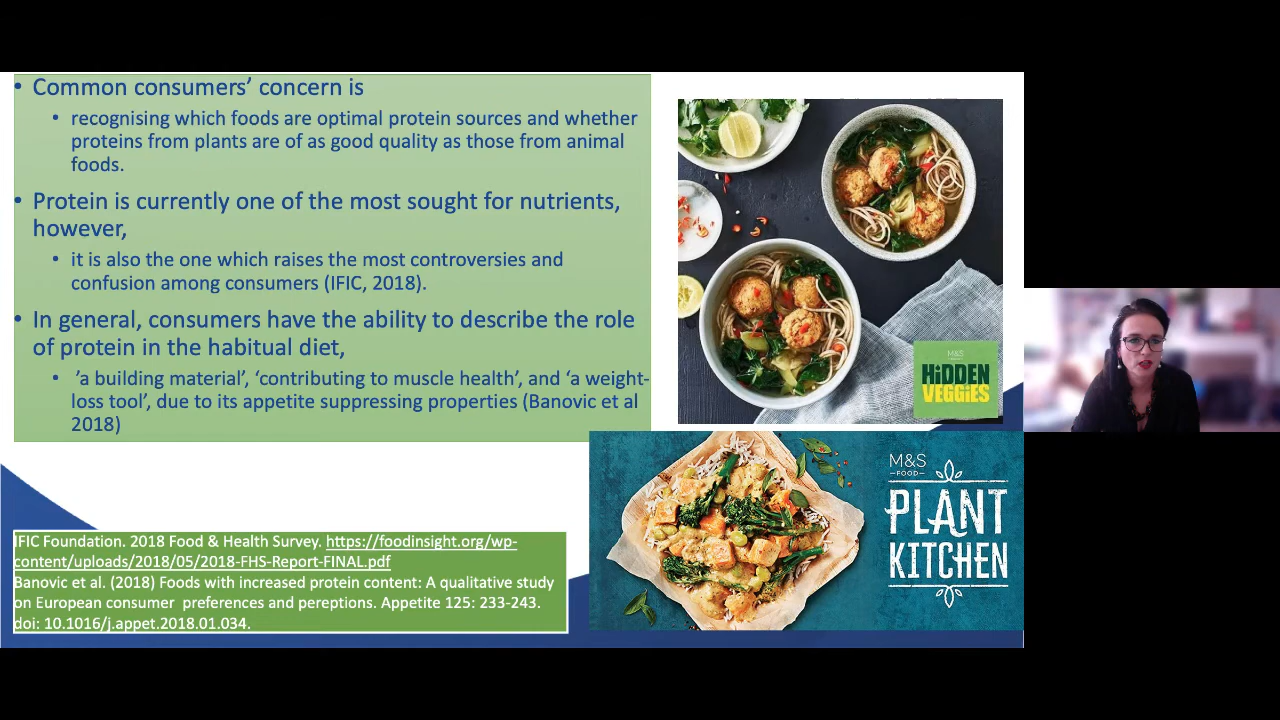 • Common consumers' concern is
• recognising which foods are optimal protein sources and whether
proteins from plants are of as good quality as those from animal
foods.
• Protein is currently one of the most sought for nutrients,
however,
• it is also the one which raises the most controversies and
confusion among consumers (IFIC, 2018).
• In general, consumers have the ability to describe the role
of protein in the habitual diet,
• 'a building material', 'contributing to muscle health', and 'a weight-
loss tool', due to its appetite suppressing properties (Banovic et al
2018)
M&S
HiDDEN
VEGGiES
M&S
FOOD
PLANT
KITCHEN
IFIC Foundation. 2018 Food & Health Survey. https://foodinsight.org/wp-
content/uploads/2018/05/2018-FHS-Report-FINAL.pdf
Banovic et al. (2018) Foods with increased protein content: A qualitative study
on European consumer preferences and pereptions. Appetite 125: 233-243.
doi: 10.1016/j.appet.2018.01.034.